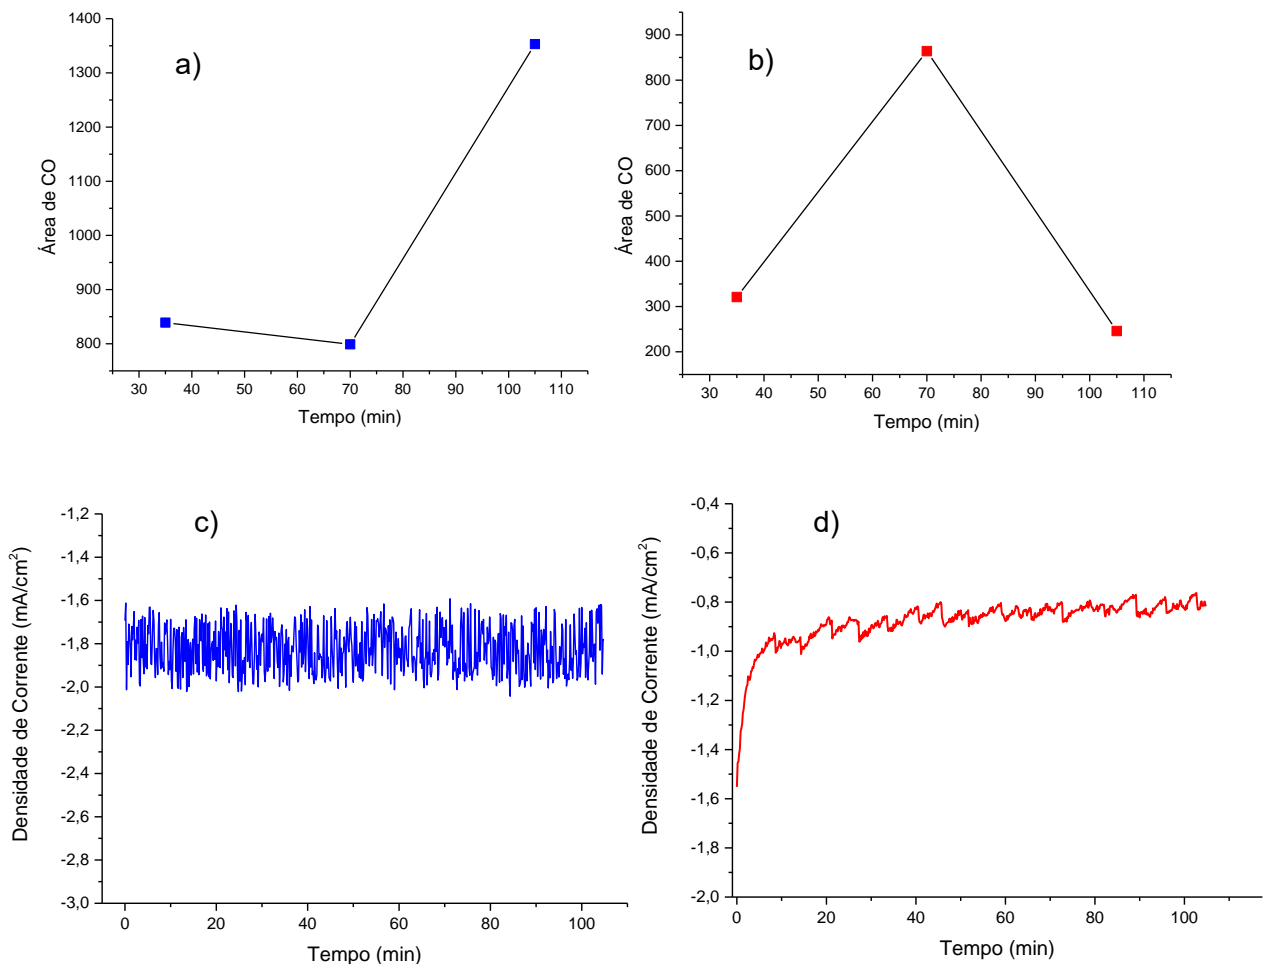 a)
1400
1300
1200
1100
1000
900
800
Área de CO
30 40 50 60 70 80 90 100 110
Tempo (min)
b)
900
800
700
600
500
400
300
200
Área de CO
30 40 50 60 70 80 90 100 110
Tempo (min)
c)
-1,2
-1,4
-1,6
-1,8
-2,0
-2,2
-2,4
-2,6
-2,8
-3,0
Densidade de Corrente (mA/cm²)
0 20 40 60 80 100
Tempo (min)
d)
-0,4
-0,6
-0,8
-1,0
-1,2
-1,4
-1,6
-1,8
-2,0
Densidade de Corrente (mA/cm²)
0 20 40 60 80 100
Tempo (min)